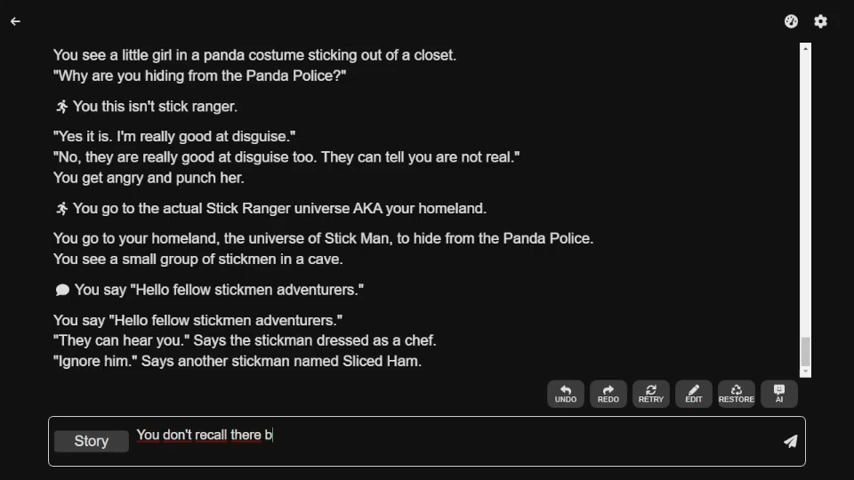 You see a little girl in a panda costume sticking out of a closet.
"Why are you hiding from the Panda Police?"
You this isn't stick ranger.
"Yes it is. I'm really good at disguise."
"No, they are really good at disguise too. They can tell you are not real."
You get angry and punch her.
You go to the actual Stick Ranger universe AKA your homeland.
You go to your homeland, the universe of Stick Man, to hide from the Panda Police.
You see a small group of stickmen in a cave.
You say "Hello fellow stickmen adventurers."
You say "Hello fellow stickmen adventurers."
"They can hear you." Says the stickman dressed as a chef.
"Ignore him." Says another stickman named Sliced Ham.
UNDO REDO RETRY EDIT RESTORE AI
Story You don't recall there b